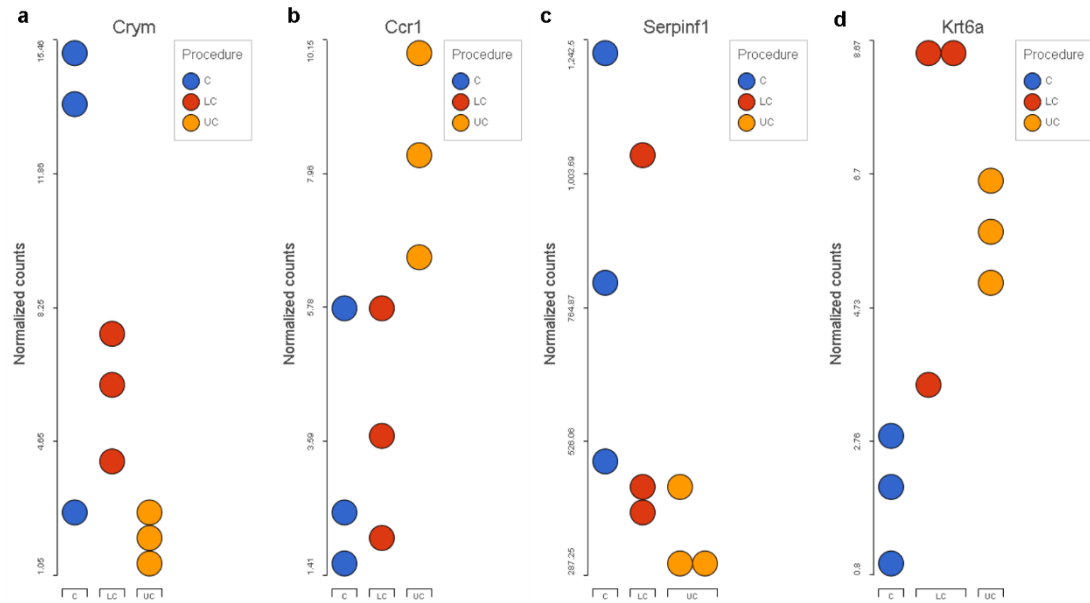 a
Crym
Normalized counts
15.46
11.86
8.25
4.65
1.05
Procedure
C
LC
UC
C
LC
UC
b
Ccr1
Normalized counts
10.15
7.96
5.78
3.59
1.41
Procedure
C
LC
UC
C
LC
UC
c
Serpinf1
Normalized counts
1,242.5
1,003.69
764.87
526.06
287.25
Procedure
C
LC
UC
C
LC
UC
d
Krt6a
Normalized counts
8.67
6.7
4.73
2.76
0.8
Procedure
C
LC
UC
C
LC
UC